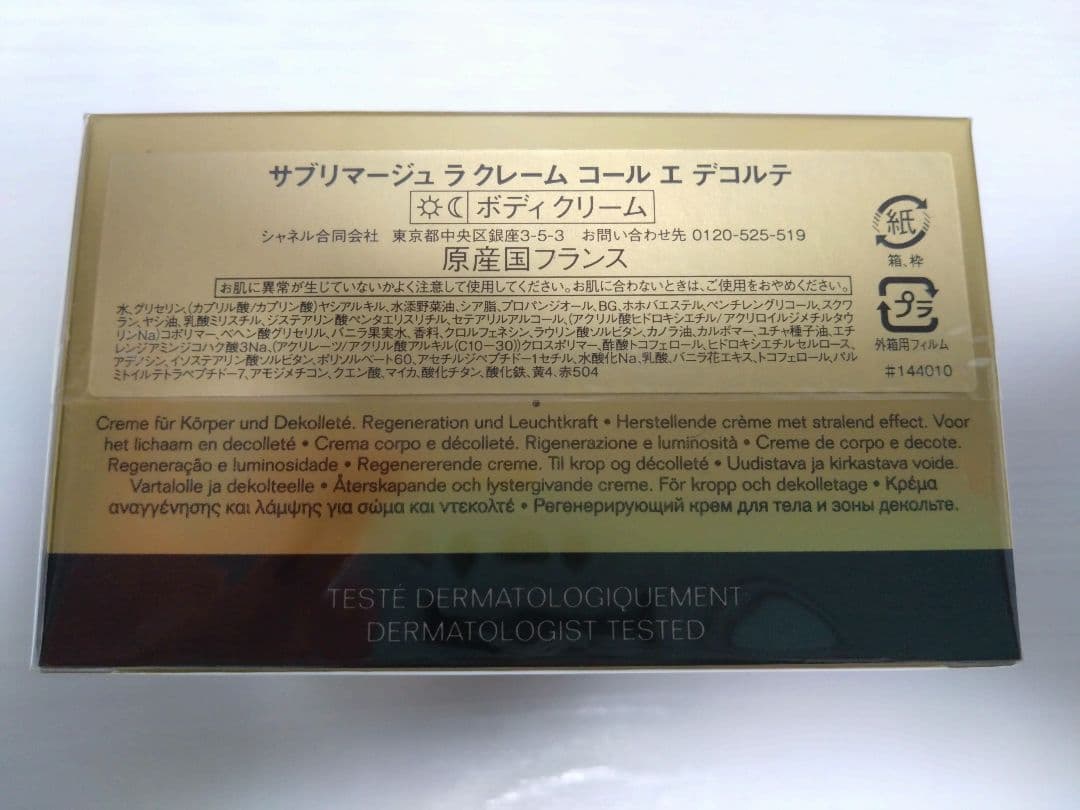 サブリマージュ ラ クレーム コール エ デコルテ
ボディ クリーム
シャネル合同会社 東京都中央区銀座3-5-3 お問い合わせ先 0120-525-519
原産国フランス
お肌に異常が生じていないかよく注意して使用してください。お肌に合わないときは、ご使用をおやめください。
水、グリセリン、(カプリル酸/カプリン酸)ヤシアルキル、水添野菜油、シア脂、プロパンジオール、BG、ホホバエステル、ペンチレングリコール、スクワ
ラン、ヤシ油、乳酸ミリスチル、ジステアリン酸ペンタエリスリチル、セテアリルアルコール、(アクリル酸ヒドロキシエチル/アクリロイルジメチルタウ
リンNa)コポリマー、ベヘン酸グリセリル、バニラ果実水、香料、クロルフェネシン、ラウリン酸ソルビタン、カノラ油、カルボマー、ユチャ種子油、エチ
レンジアミンジコハク酸3Na、(アクリレーツ/アクリル酸アルキル(C10-30))クロスポリマー、酢酸トコフェロール、ヒドロキシエチルセルロース、
アデノシン、イソステアリン酸ソルビタン、ポリソルベート60、アセチルジペプチド-1セチル、水酸化Na、乳酸、バニラ花エキス、トコフェロール、パル
ミトイルテトラペプチド-7、アモジメチコン、クエン酸、マイカ、酸化チタン、酸化鉄、黄4、赤504
紙
箱、枠
プラ
外箱用フィルム
#144010
Creme für Körper und Dekolleté. Regeneration und Leuchtkraft • Herstellende crème met stralend effect. Voor
het lichaam en decolleté • Crema corpo e décolleté. Rigenerazione e luminosità • Creme de corpo e decote.
Regeneração e luminosidade • Regenererende creme. Til krop og décolleté • Uudistava ja kirkastava voide.
Vartalolle ja dekolteelle • Återskapande och lystergivande creme. För kropp och dekolletage • Κρέμα
αναγέννησης και λάμψης για σώμα και ντεκολτέ • Регенерирующий крем для тела и зоны декольте.
TESTÉ DERMATOLOGIQUEMENT
DERMATOLOGIST TESTED